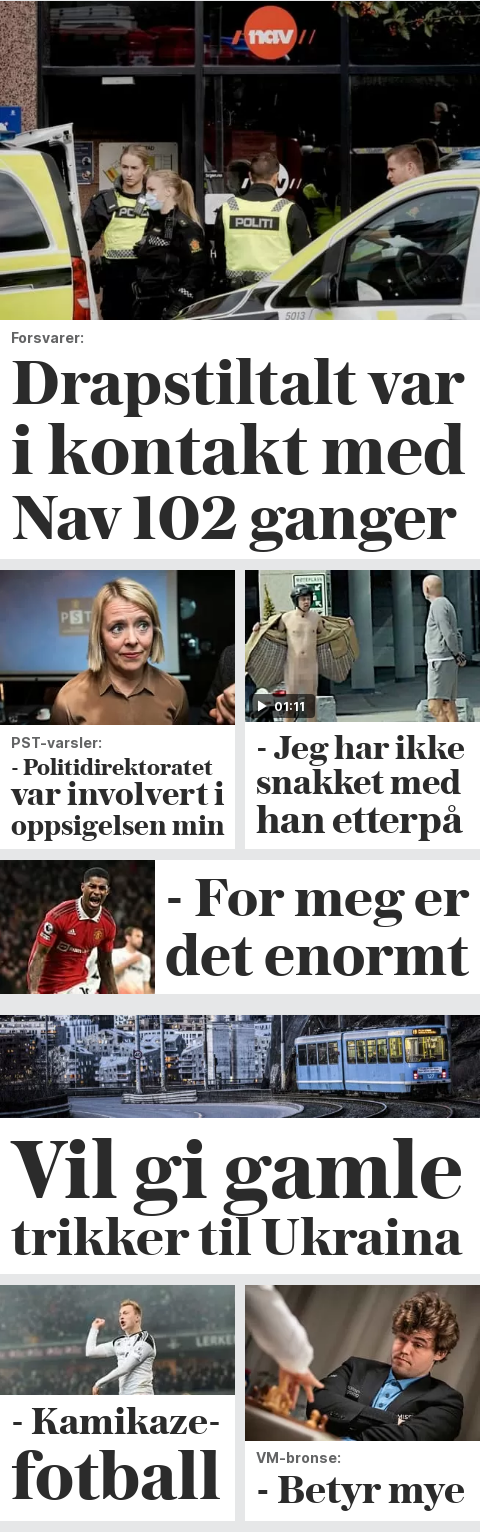 nav
POLITI
5013
Forsvarer:
Drapstiltalt var
i kontakt med
Nav 102 ganger
PST
01:11
PST-varsler:
- Politidirektoratet
var involvert i
oppsigelsen min
- Jeg har ikke
snakket med
han etterpå
- For meg er
det enormt
Vil gi gamle
trikker til Ukraina
- Kamikaze-
fotball
VM-bronse:
- Betyr mye